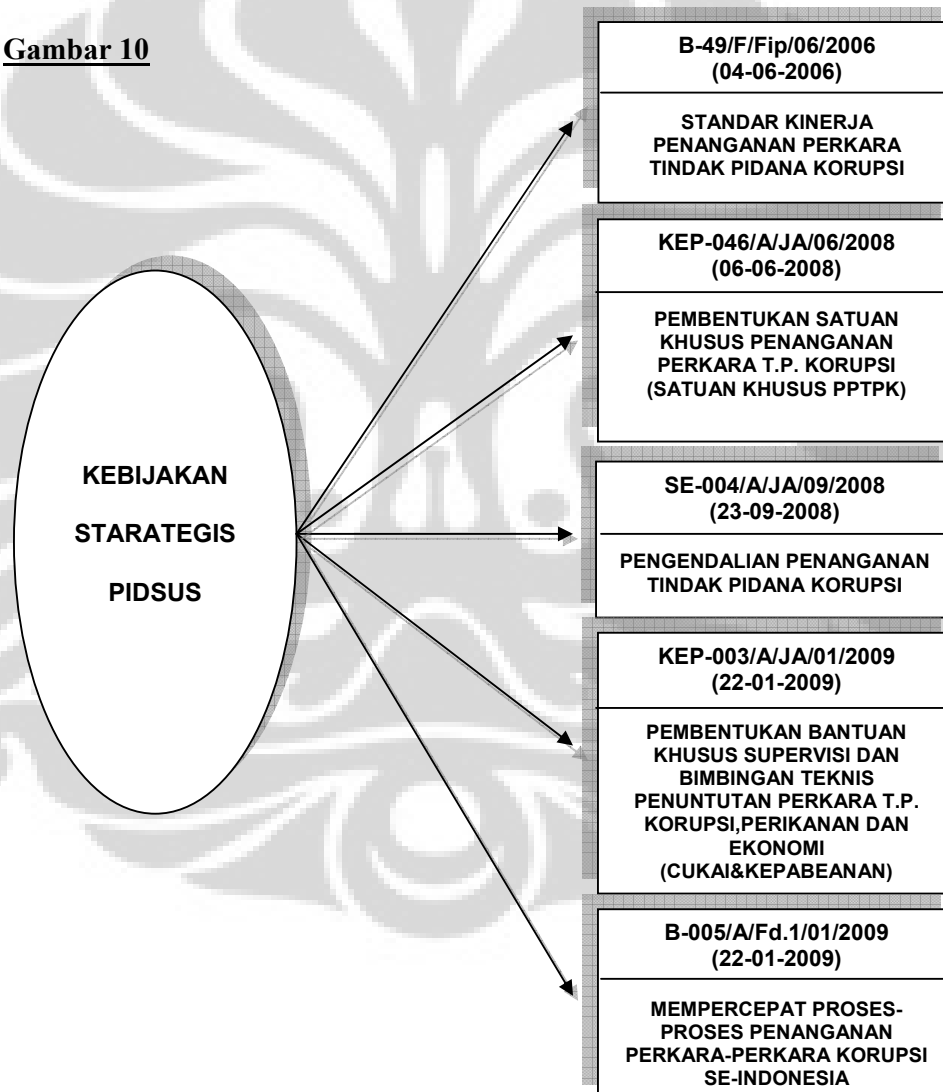 Gambar 10
B-49/F/Fip/06/2006
(04-06-2006)
STANDAR KINERJA
PENANGANAN PERKARA
TINDAK PIDANA KORUPSI
KEP-046/A/JA/06/2008
(06-06-2008)
PEMBENTUKAN SATUAN
KHUSUS PENANGANAN
PERKARA T.P. KORUPSI
(SATUAN KHUSUS PPTPK)
KEBIJAKAN
STARATEGIS
PIDSUS
SE-004/A/JA/09/2008
(23-09-2008)
PENGENDALIAN PENANGANAN
TINDAK PIDANA KORUPSI
KEP-003/A/JA/01/2009
(22-01-2009)
PEMBENTUKAN BANTUAN
KHUSUS SUPERVISI DAN
BIMBINGAN TEKNIS
PENUNTUTAN PERKARA T.P.
KORUPSI,PERIKANAN DAN
EKONOMI
(CUKAI&KEPABEANAN)
B-005/A/Fd.1/01/2009
(22-01-2009)
MEMPERCEPAT PROSES-
PROSES PENANGANAN
PERKARA-PERKARA KORUPSI
SE-INDONESIA